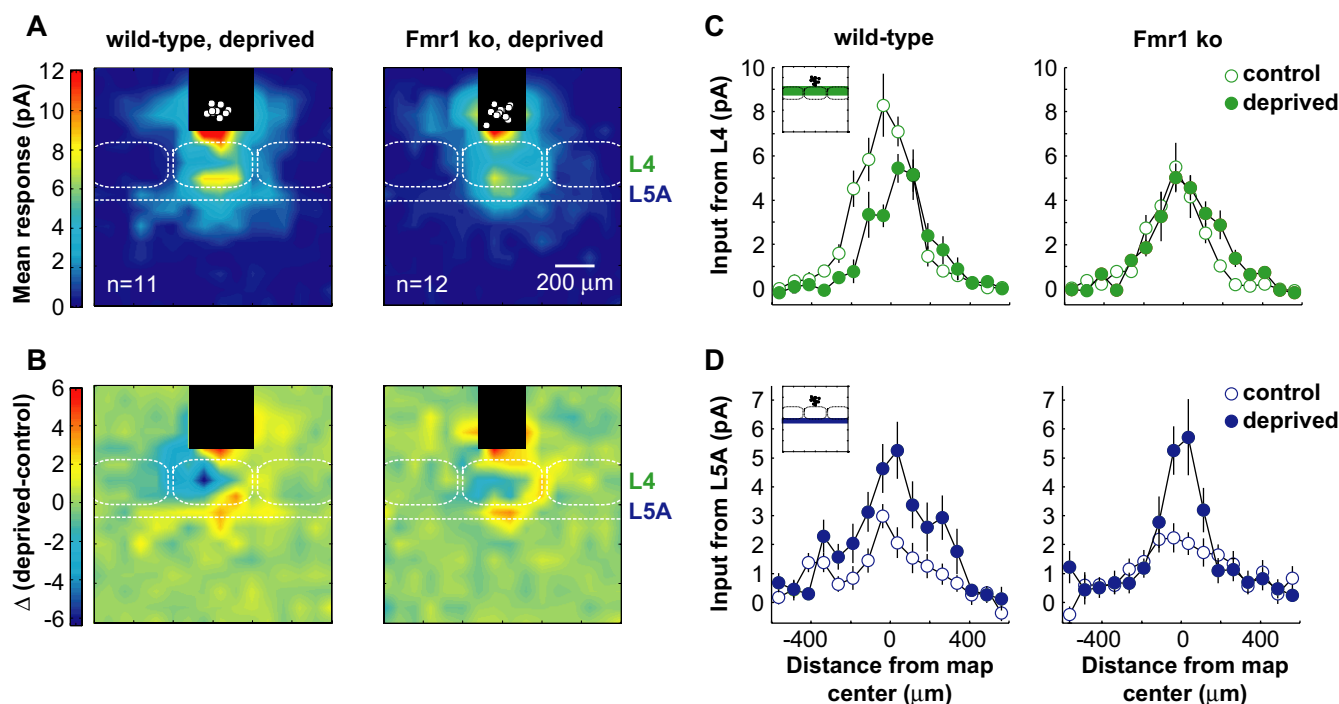 A
wild-type, deprived
Fmr1 ko, deprived
Mean response (pA)
12
10
8
6
4
2
0
n=11
n=12
200 μm
L4
L5A
B
Δ (deprived-control)
6
4
2
0
-2
-4
-6
L4
L5A
C
wild-type
Fmr1 ko
Input from L4 (pA)
10
8
6
4
2
0
10
8
6
4
2
0
control
deprived
D
Input from L5A (pA)
7
6
5
4
3
2
1
0
7
6
5
4
3
2
1
0
control
deprived
-400 0 400
-400 0 400
Distance from map
center (μm)
Distance from map
center (μm)